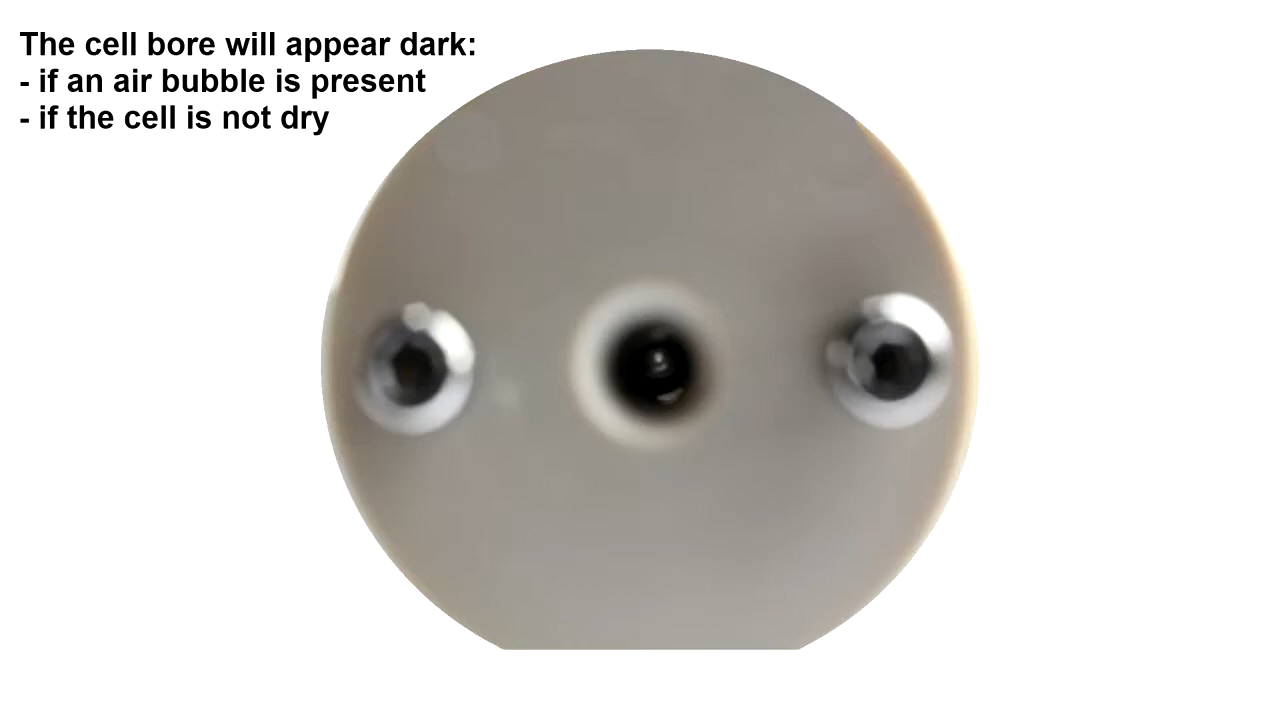 The cell bore will appear dark:
- if an air bubble is present
- if the cell is not dry